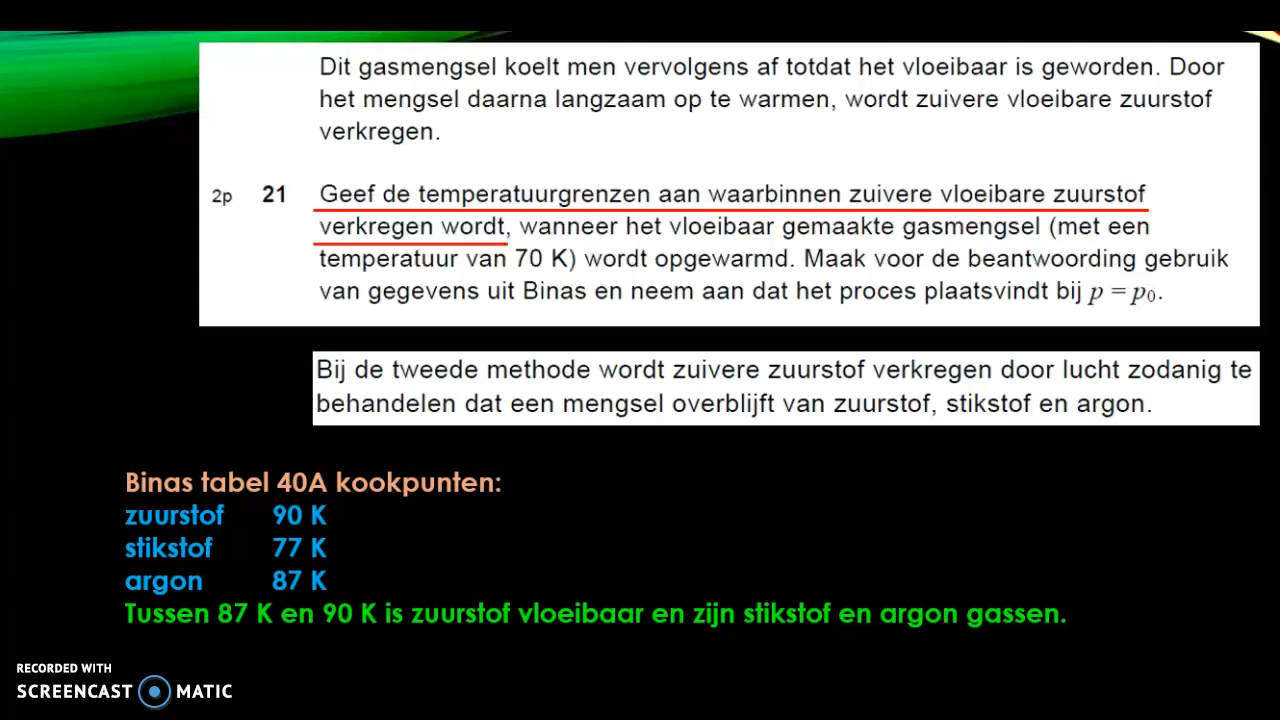 Dit gasmengsel koelt men vervolgens af totdat het vloeibaar is geworden. Door
het mengsel daarna langzaam op te warmen, wordt zuivere vloeibare zuurstof
verkregen.
2p 21 Geef de temperatuurgrenzen aan waarbinnen zuivere vloeibare zuurstof
verkregen wordt, wanneer het vloeibaar gemaakte gasmengsel (met een
temperatuur van 70 K) wordt opgewarmd. Maak voor de beantwoording gebruik
van gegevens uit Binas en neem aan dat het proces plaatsvindt bij p = p₀.
Bij de tweede methode wordt zuivere zuurstof verkregen door lucht zodanig te
behandelen dat een mengsel overblijft van zuurstof, stikstof en argon.
Binas tabel 40A kookpunten:
zuurstof 90 K
stikstof 77 K
argon 87 K
Tussen 87 K en 90 K is zuurstof vloeibaar en zijn stikstof en argon gassen.
RECORDED WITH
SCREENCAST MATIC